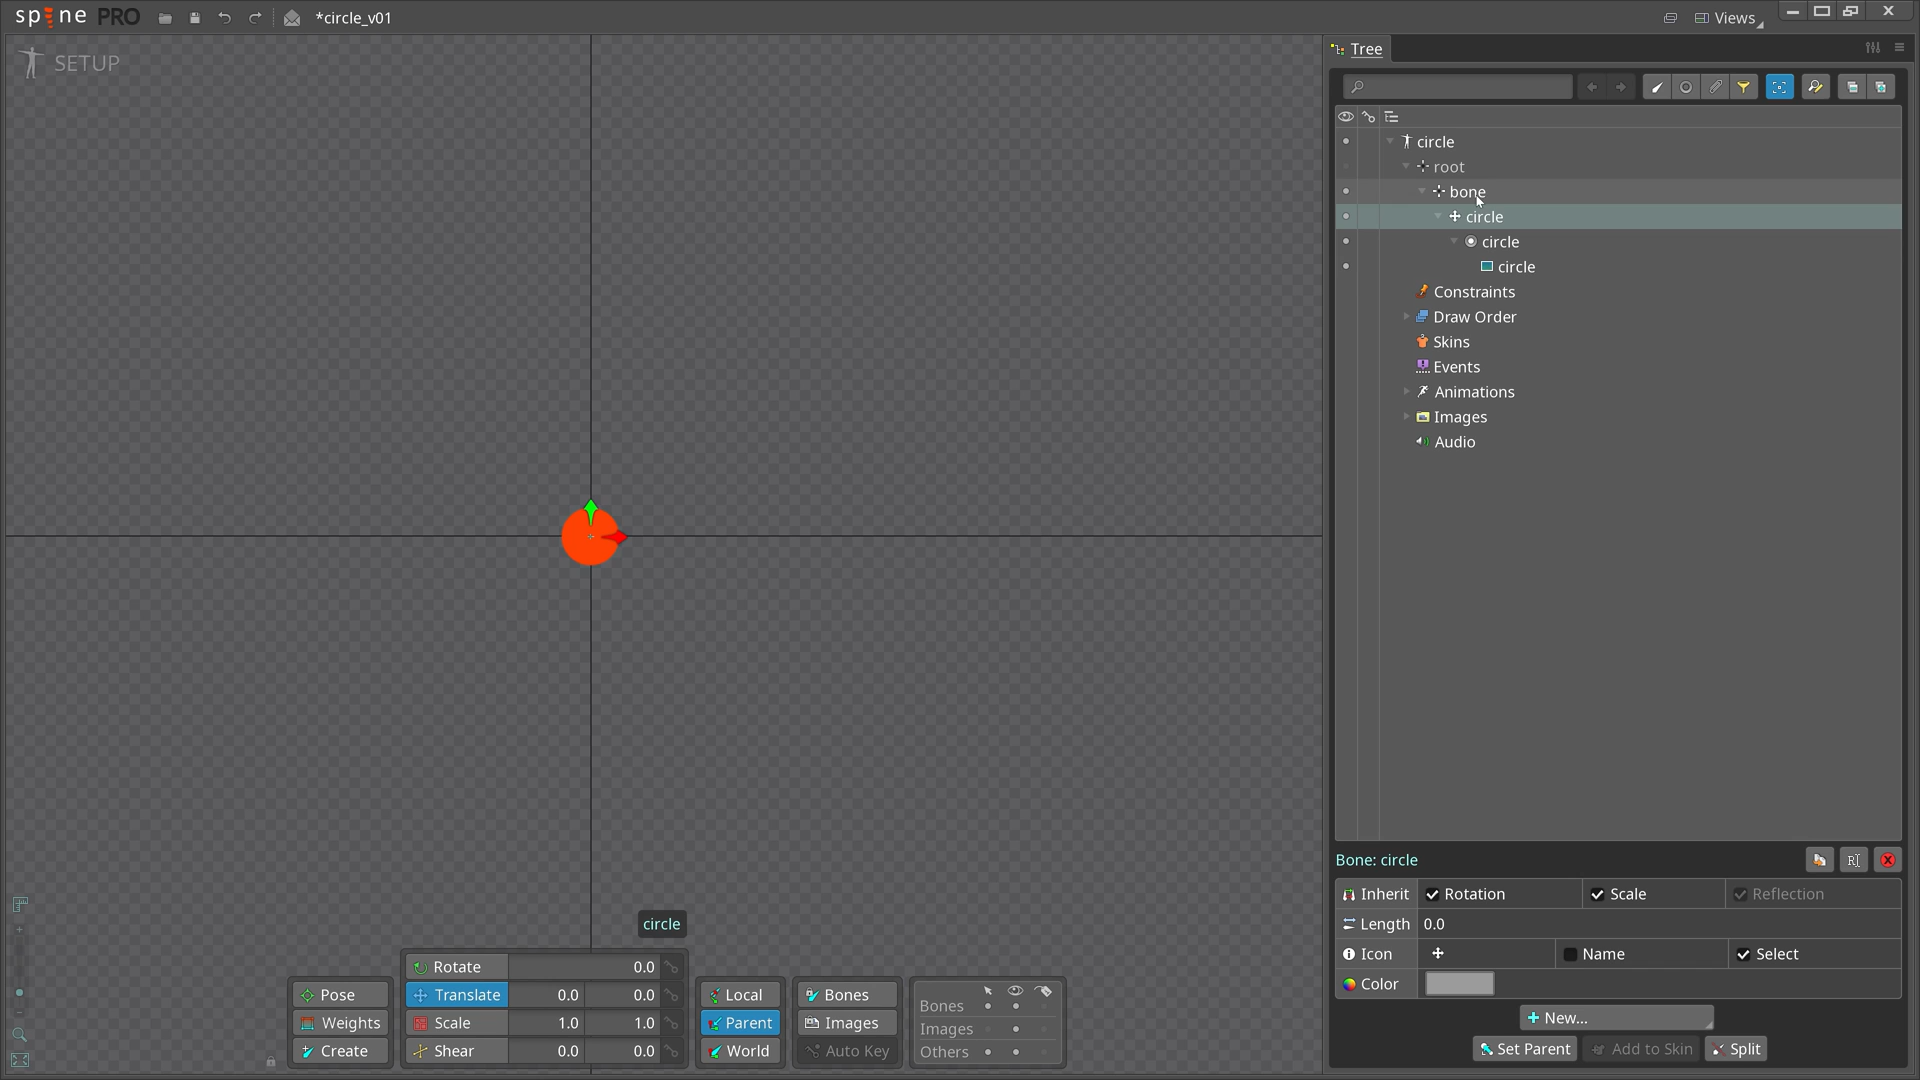 spine PRO
*circle_v01
Views
SETUP
Tree
circle
root
bone
circle
circle
circle
Constraints
Draw Order
Skins
Events
Animations
Images
Audio
Bone: circle
Inherit Rotation Scale Reflection
Length 0.0
Icon Name Select
Color
New...
Set Parent Add to Skin Split
circle
Pose
Weights
Create
Rotate 0.0
Translate 0.0 0.0
Scale 1.0 1.0
Shear 0.0 0.0
Local
Parent
World
Bones
Images
Auto Key
Bones
Images
Others